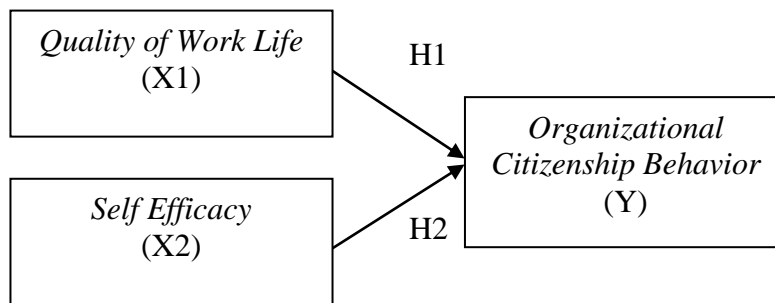 Quality of Work Life
(X1)
H1
Organizational
Citizenship Behavior
(Y)
Self Efficacy
(X2)
H2